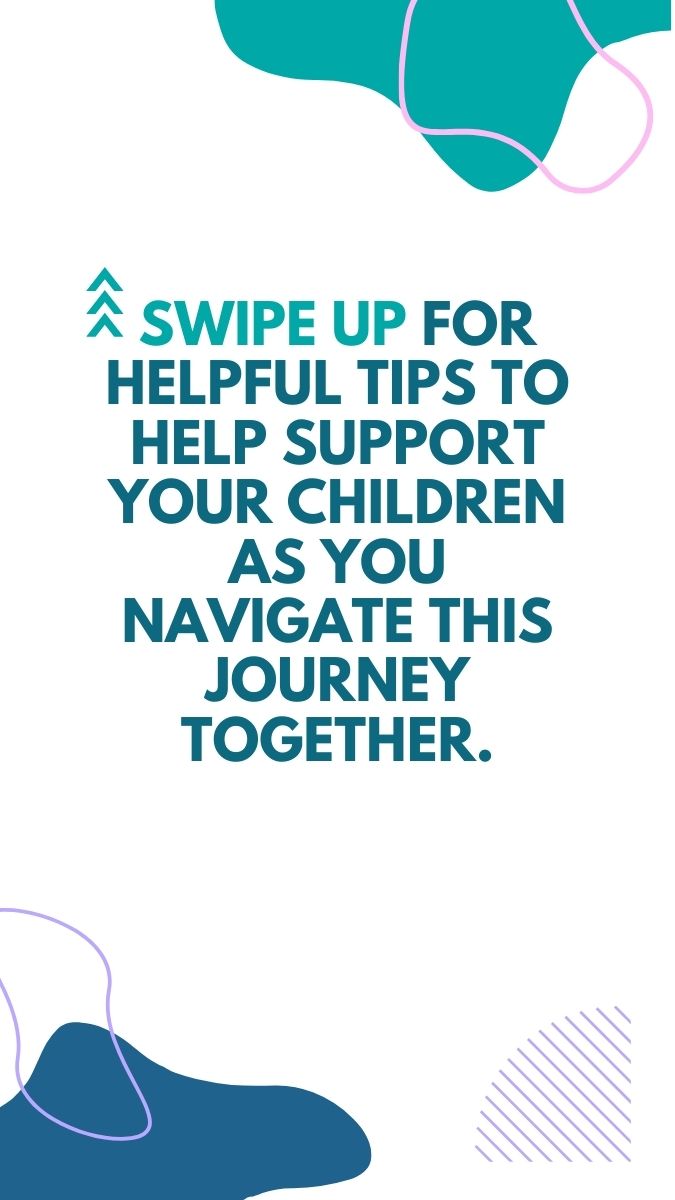 SWIPE UP FOR
HELPFUL TIPS TO
HELP SUPPORT
YOUR CHILDREN
AS YOU
NAVIGATE THIS
JOURNEY
TOGETHER.